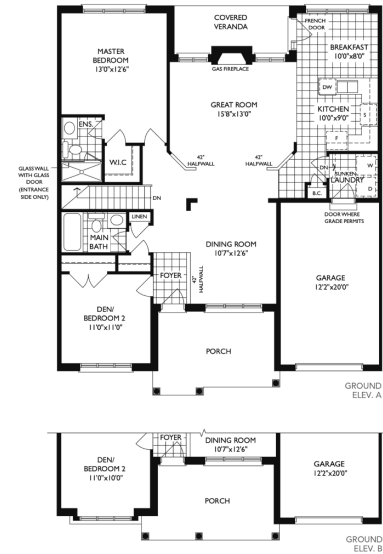 COVERED
VERANDA
FRENCH
DOOR
MASTER
BEDROOM
13'0"x12'6"
BREAKFAST
10'0"x8'0"
GAS FIREPLACE
DW
GREAT ROOM
15'8"x13'0"
KITCHEN
10'0"x9'0"
S
F
ENS.
W.I.C
GLASS WALL
WITH GLASS
DOOR
(ENTRANCE
SIDE ONLY)
42"
HALFWALL
42"
HALFWALL
DN
SUNKEN
LAUNDRY
W
D
B.C.
DN
DOOR WHERE
GRADE PERMITS
LINEN
MAIN
BATH
DINING ROOM
10'7"x12'6"
FOYER
42"
HALFWALL
GARAGE
12'2"x20'0"
DEN/
BEDROOM 2
11'0"x11'0"
PORCH
GROUND
ELEV. A
FOYER
DINING ROOM
10'7"x12'6"
DEN/
BEDROOM 2
11'0"x10'0"
GARAGE
12'2"x20'0"
PORCH
GROUND
ELEV. B